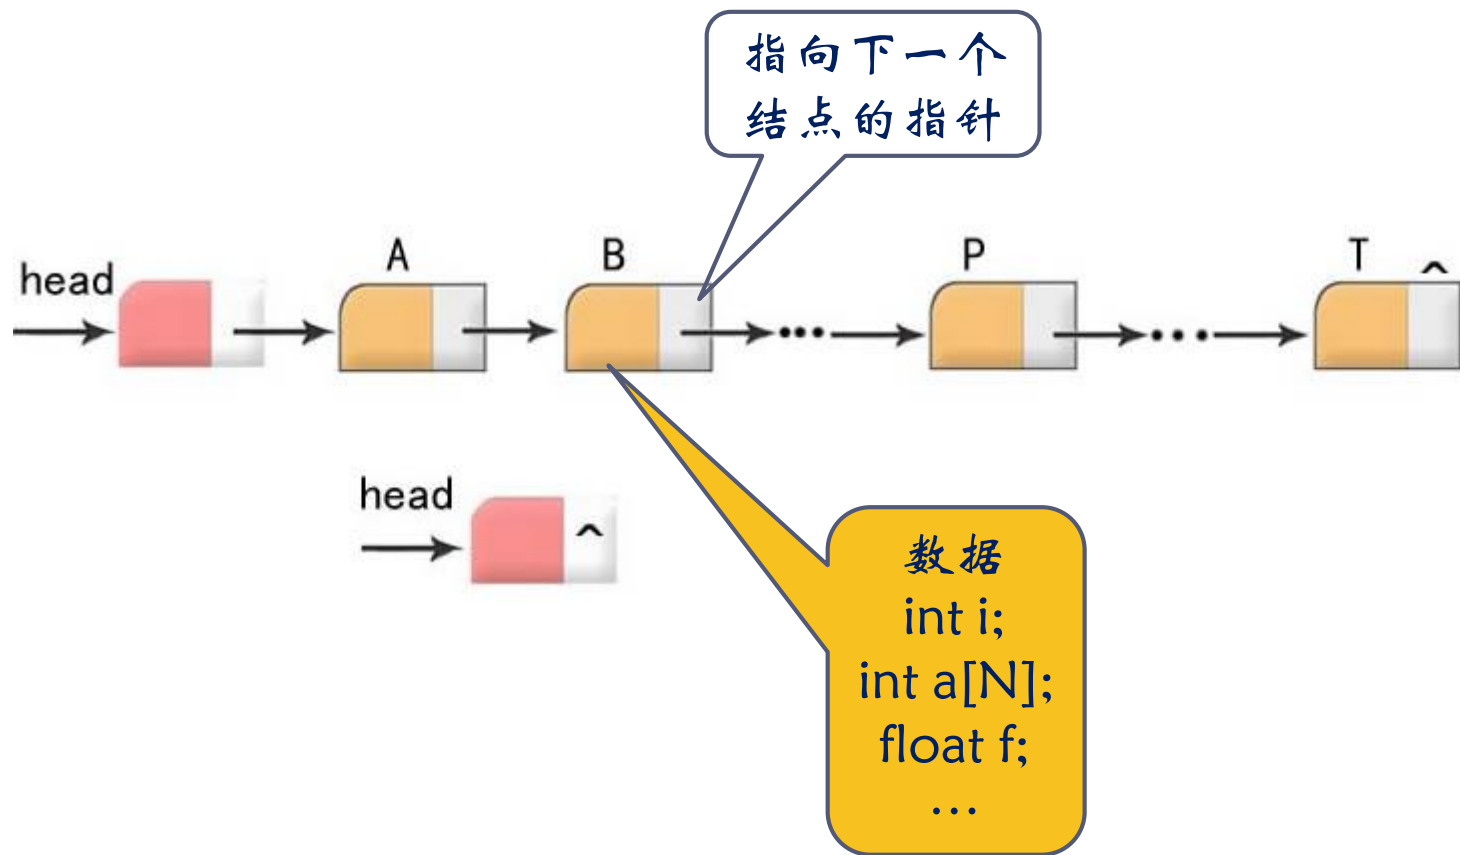 指向下一个
结点的指针
head
A
B
P
T
^
head
^
数据
int i;
int a[N];
float f;
…